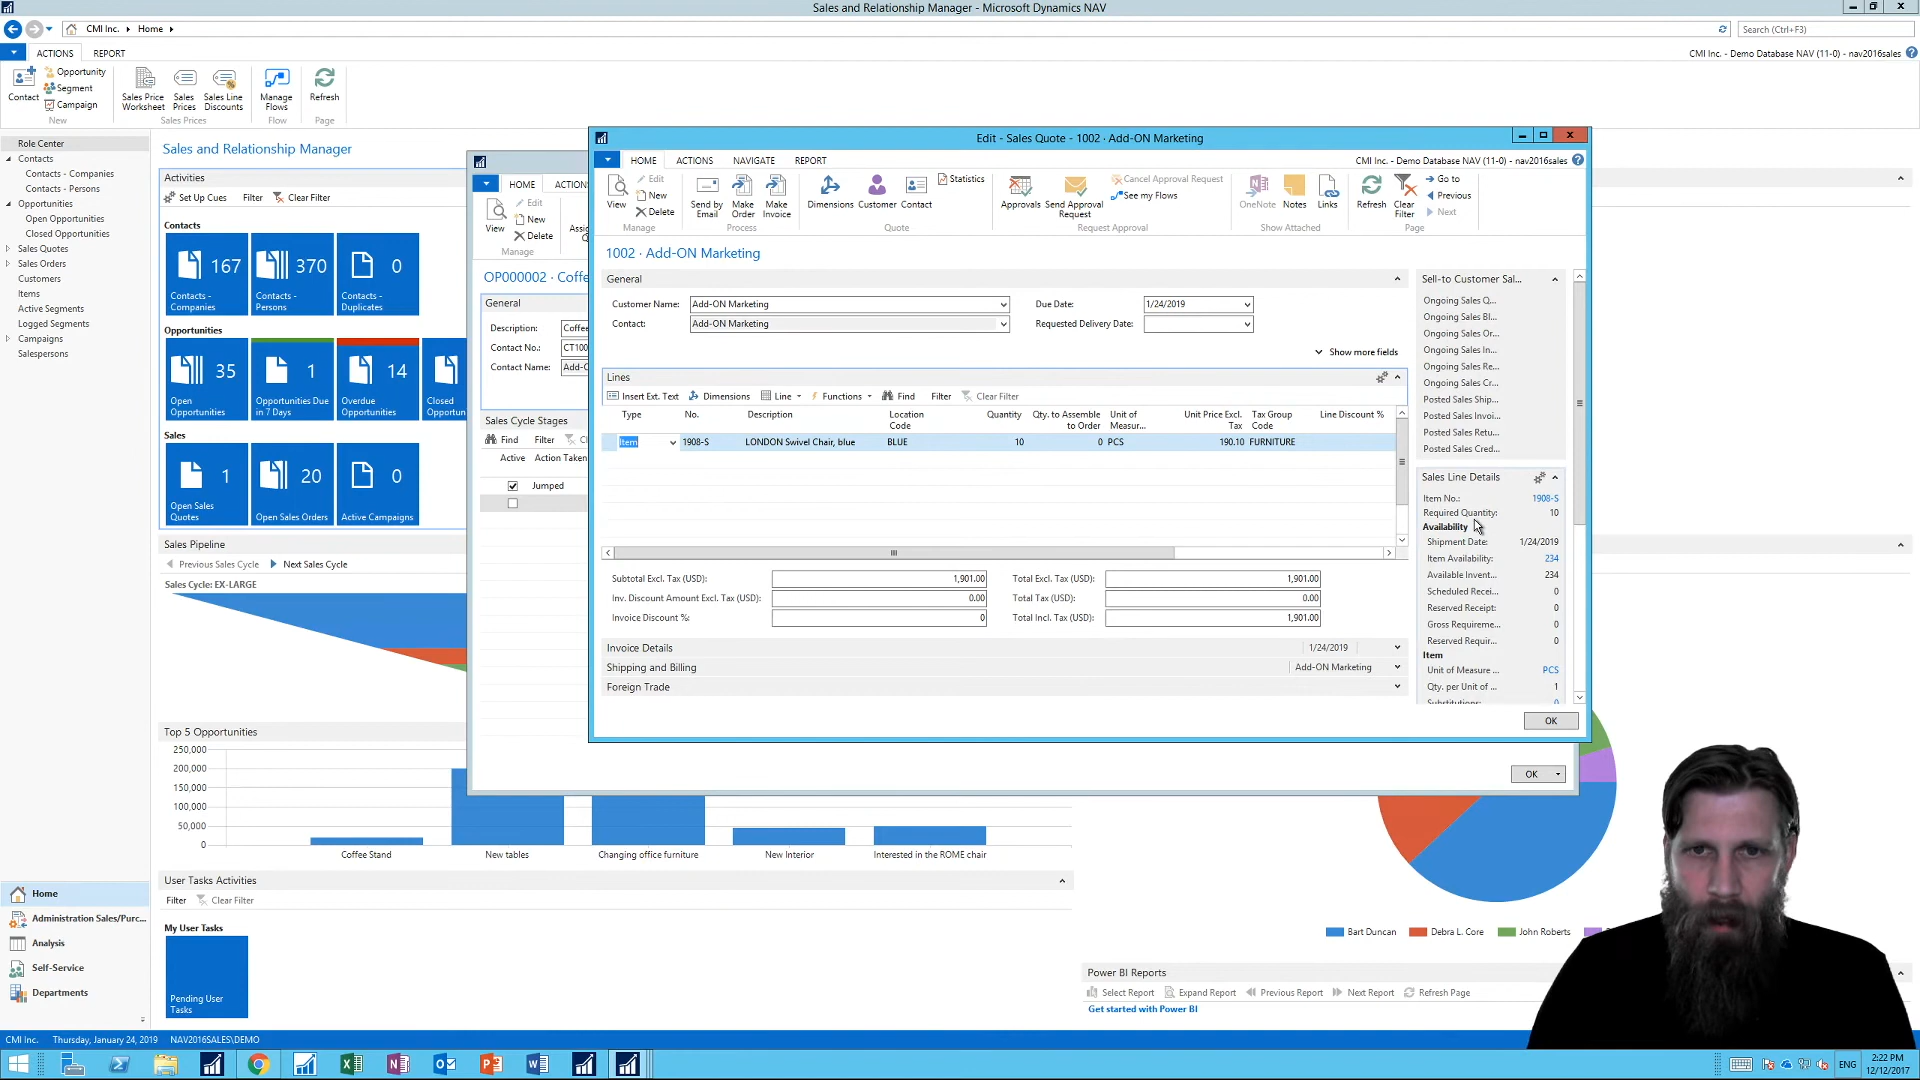 Sales and Relationship Manager - Microsoft Dynamics NAV
CMI Inc. Home
Search (Ctrl+F3)
ACTIONS REPORT
CMI Inc. - Demo Database NAV (11-0) - nav2016sales
Contact
Opportunity
Segment
Campaign
New
Sales Price Worksheet
Sales Prices
Sales Line Discounts
Sales Prices
Manage Flows
Flow
Refresh
Page
Role Center
Contacts
Contacts - Companies
Contacts - Persons
Opportunities
Open Opportunities
Closed Opportunities
Sales Quotes
Sales Orders
Customers
Items
Active Segments
Logged Segments
Campaigns
Salespersons
Home
Administration Sales/Purc...
Analysis
Self-Service
Departments
Sales and Relationship Manager
Activities
Set Up Cues Filter Clear Filter
Contacts
167
Contacts - Companies
370
Contacts - Persons
0
Contacts - Duplicates
Opportunities
35
Open Opportunities
1
Opportunities Due in 7 Days
14
Overdue Opportunities
Closed
Opportun
Sales
1
Open Sales Quotes
20
Open Sales Orders
0
Active Campaigns
Sales Pipeline
Previous Sales Cycle Next Sales Cycle
Sales Cycle: EX-LARGE
Top 5 Opportunities
250,000
200,000
150,000
100,000
50,000
0
Coffee Stand New tables Changing office furniture New Interior Interested in the ROME chair
User Tasks Activities
Filter Clear Filter
My User Tasks
Pending User Tasks
HOME ACTIONS
View
Edit
New
Delete
Manage
OP000002 · Coffe
General
Description: Coffee
Contact No.: CT100
Contact Name: Add-O
Sales Cycle Stages
Find Filter
Active Action Taken
Jumped
OK
Edit - Sales Quote - 1002 · Add-ON Marketing
HOME ACTIONS NAVIGATE REPORT
CMI Inc. - Demo Database NAV (11-0) - nav2016sales
View
Edit
New
Delete
Manage
Send by Email
Make Order
Make Invoice
Process
Dimensions Customer Contact
Statistics
Quote
Approvals
Send Approval Request
Cancel Approval Request
See my Flows
Request Approval
OneNote Notes Links
Show Attached
Refresh
Clear Filter
Go to
Previous
Next
Page
1002 · Add-ON Marketing
General
Customer Name: Add-ON Marketing
Due Date: 1/24/2019
Contact: Add-ON Marketing
Requested Delivery Date:
Show more fields
Lines
Insert Ext. Text Dimensions Line Functions Find Filter Clear Filter
Type No. Description Location Code Quantity Qty. to Assemble to Order Unit of Measur... Unit Price Excl. Tax Tax Group Code Line Discount %
Item 1908-S LONDON Swivel Chair, blue BLUE 10 0 PCS 190.10 FURNITURE
Subtotal Excl. Tax (USD): 1,901.00 Total Excl. Tax (USD): 1,901.00
Inv. Discount Amount Excl. Tax (USD): 0.00 Total Tax (USD): 0.00
Invoice Discount %: 0 Total Incl. Tax (USD): 1,901.00
Invoice Details 1/24/2019
Shipping and Billing Add-ON Marketing
Foreign Trade
Sell-to Customer Sal...
Ongoing Sales Q...
Ongoing Sales Bl...
Ongoing Sales Or...
Ongoing Sales In...
Ongoing Sales Re...
Ongoing Sales Cr...
Posted Sales Ship...
Posted Sales Invoi...
Posted Sales Retu...
Posted Sales Cred...
Sales Line Details
Item No.: 1908-S
Required Quantity: 10
Availability
Shipment Date: 1/24/2019
Item Availability: 234
Available Invent... 234
Scheduled Recei... 0
Reserved Receipt: 0
Gross Requireme... 0
Reserved Requir... 0
Item
Unit of Measure ... PCS
Qty. per Unit of ... 1
Substitutions: 0
OK
Bart Duncan Debra L. Core John Roberts
Power BI Reports
Select Report Expand Report Previous Report Next Report Refresh Page
Get started with Power BI
CMI Inc. Thursday, January 24, 2019 NAV2016SALES\DEMO
ENG
2:22 PM
12/12/2017